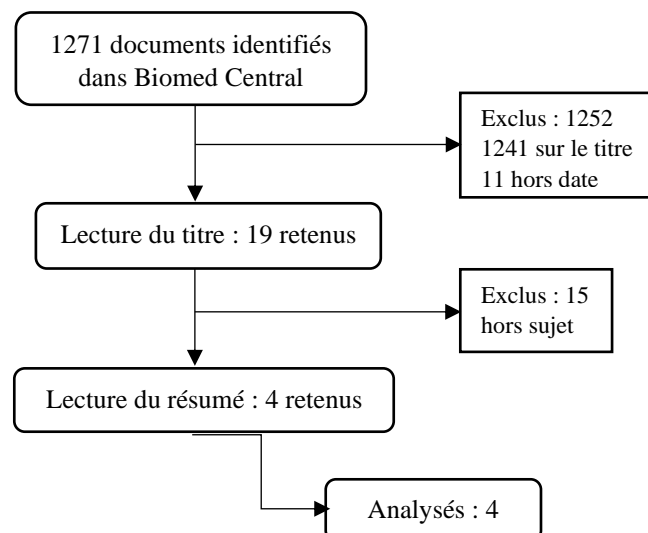 1271 documents identifiés
dans Biomed Central
Exclus : 1252
1241 sur le titre
11 hors date
Lecture du titre : 19 retenus
Exclus : 15
hors sujet
Lecture du résumé : 4 retenus
Analysés : 4